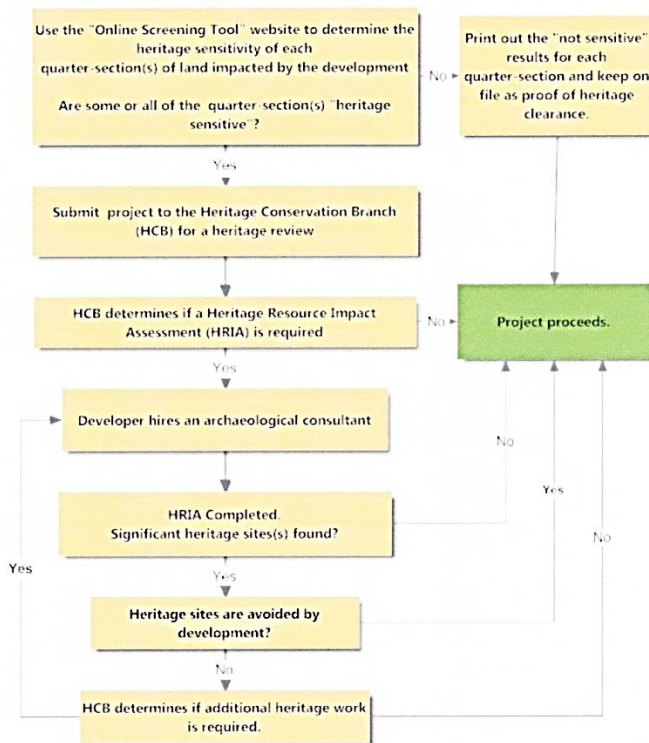 Use the "Online Screening Tool" website to determine the
heritage sensitivity of each
quarter-section(s) of land impacted by the development
Are some or all of the quarter-section(s) "heritage
sensitive"?
No
Print out the "not sensitive"
results for each
quarter-section and keep on
file as proof of heritage
clearance.
Yes
Submit project to the Heritage Conservation Branch
(HCB) for a heritage review
HCB determines if a Heritage Resource Impact
Assessment (HRIA) is required
No
Project proceeds.
Yes
Developer hires an archaeological consultant
No
Yes
No
HRIA Completed.
Significant heritage sites(s) found?
Yes
Yes
Heritage sites are avoided by
development?
No
HCB determines if additional heritage work
is required.